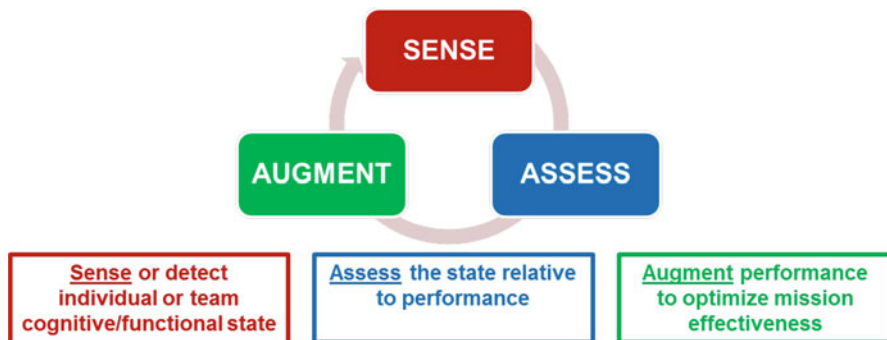 SENSE
AUGMENT
ASSESS
Sense or detect
individual or team
cognitive/functional state
Assess the state relative
to performance
Augment performance
to optimize mission
effectiveness